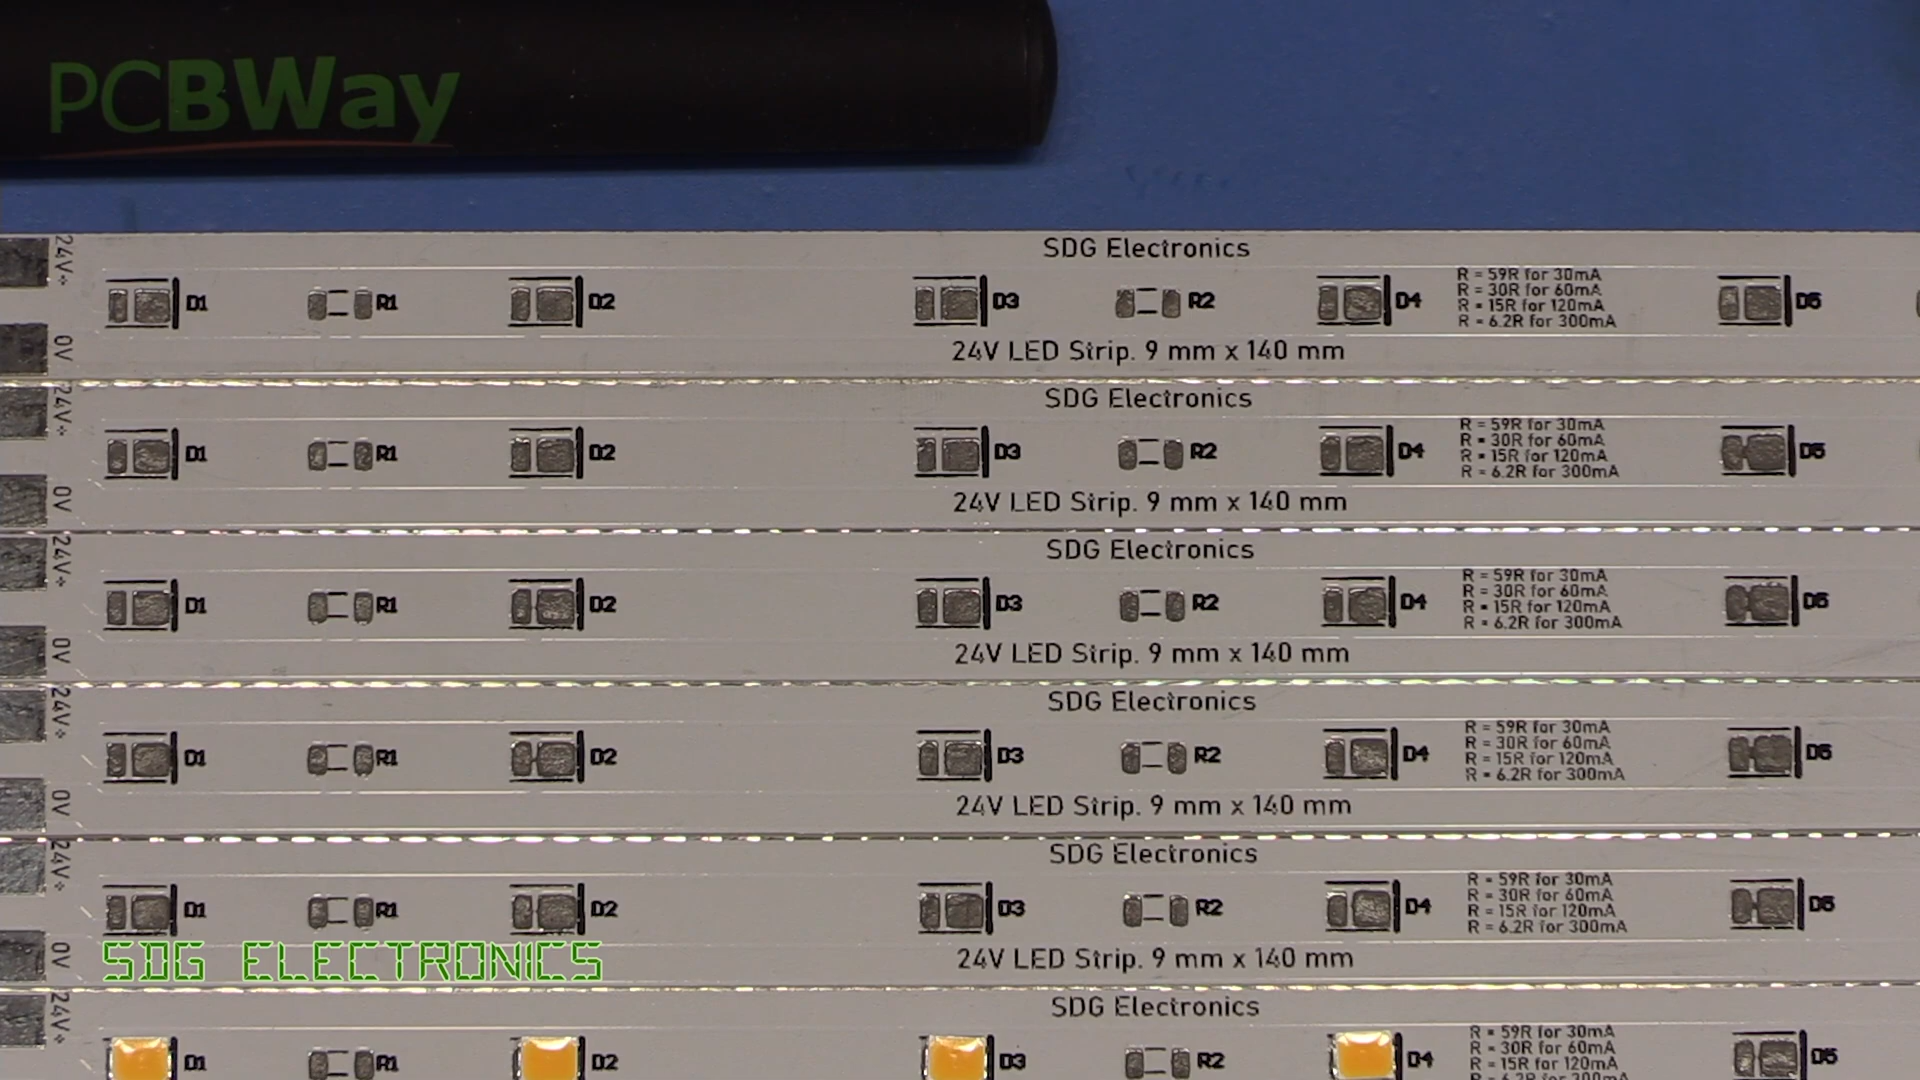 PCBWay
SDG Electronics
24V+
D1 R1 D2 D3 R2 D4 D5
R = 59R for 30mA
R = 30R for 60mA
R = 15R for 120mA
R = 6.2R for 300mA
0V
24V LED Strip. 9 mm x 140 mm
SDG Electronics
24V+
D1 R1 D2 D3 R2 D4 D5
R = 59R for 30mA
R = 30R for 60mA
R = 15R for 120mA
R = 6.2R for 300mA
0V
24V LED Strip. 9 mm x 140 mm
SDG Electronics
24V+
D1 R1 D2 D3 R2 D4 D5
R = 59R for 30mA
R = 30R for 60mA
R = 15R for 120mA
R = 6.2R for 300mA
0V
24V LED Strip. 9 mm x 140 mm
SDG Electronics
24V+
D1 R1 D2 D3 R2 D4 D5
R = 59R for 30mA
R = 30R for 60mA
R = 15R for 120mA
R = 6.2R for 300mA
0V
24V LED Strip. 9 mm x 140 mm
SDG Electronics
24V+
D1 R1 D2 D3 R2 D4 D5
R = 59R for 30mA
R = 30R for 60mA
R = 15R for 120mA
R = 6.2R for 300mA
0V
24V LED Strip. 9 mm x 140 mm
SDG ELECTRONICS
SDG Electronics
24V+
D1 R1 D2 D3 R2 D4 D5
R = 59R for 30mA
R = 30R for 60mA
R = 15R for 120mA
R = 6.2R for 300mA